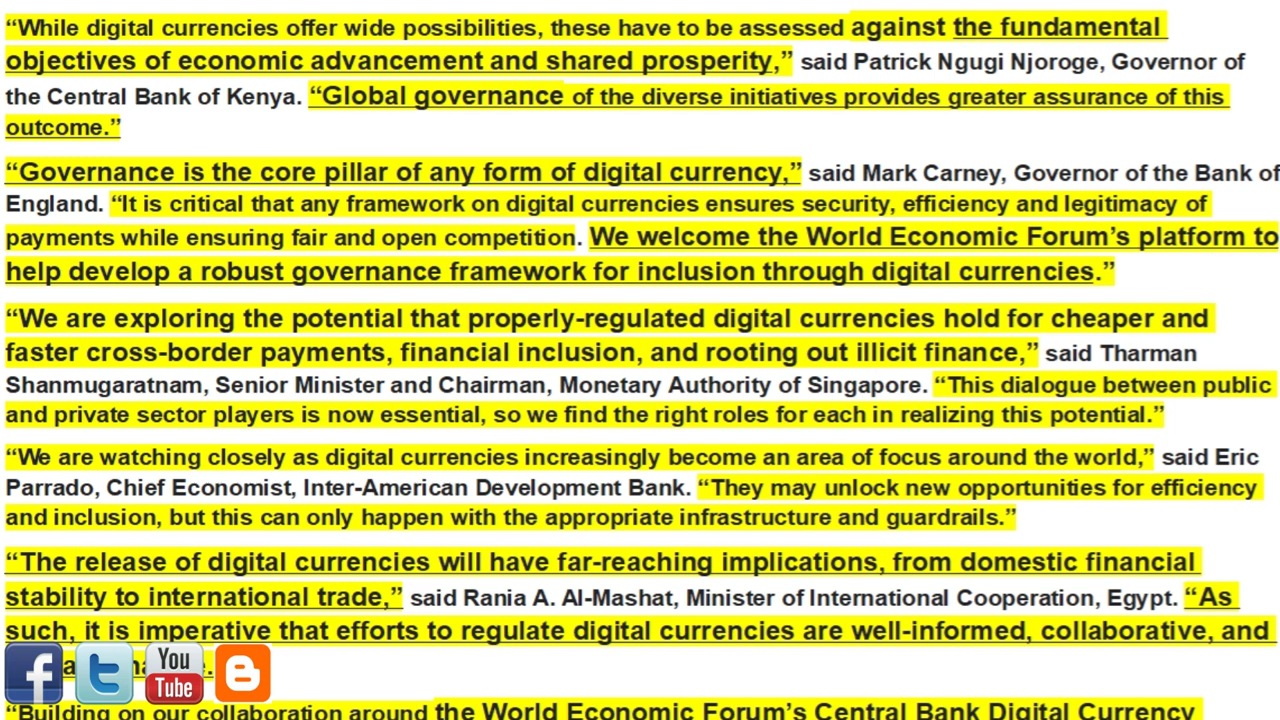 “While digital currencies offer wide possibilities, these have to be assessed against the fundamental
objectives of economic advancement and shared prosperity,” said Patrick Ngugi Njoroge, Governor of
the Central Bank of Kenya. “Global governance of the diverse initiatives provides greater assurance of this
outcome.”
“Governance is the core pillar of any form of digital currency,” said Mark Carney, Governor of the Bank of
England. “It is critical that any framework on digital currencies ensures security, efficiency and legitimacy of
payments while ensuring fair and open competition. We welcome the World Economic Forum’s platform to
help develop a robust governance framework for inclusion through digital currencies.”
“We are exploring the potential that properly-regulated digital currencies hold for cheaper and
faster cross-border payments, financial inclusion, and rooting out illicit finance,” said Tharman
Shanmugaratnam, Senior Minister and Chairman, Monetary Authority of Singapore. “This dialogue between public
and private sector players is now essential, so we find the right roles for each in realizing this potential.”
“We are watching closely as digital currencies increasingly become an area of focus around the world,” said Eric
Parrado, Chief Economist, Inter-American Development Bank. “They may unlock new opportunities for efficiency
and inclusion, but this can only happen with the appropriate infrastructure and guardrails.”
“The release of digital currencies will have far-reaching implications, from domestic financial
stability to international trade,” said Rania A. Al-Mashat, Minister of International Cooperation, Egypt. “As
such, it is imperative that efforts to regulate digital currencies are well-informed, collaborative, and
f t You Tube B
“Building on our collaboration around the World Economic Forum’s Central Bank Digital Currency